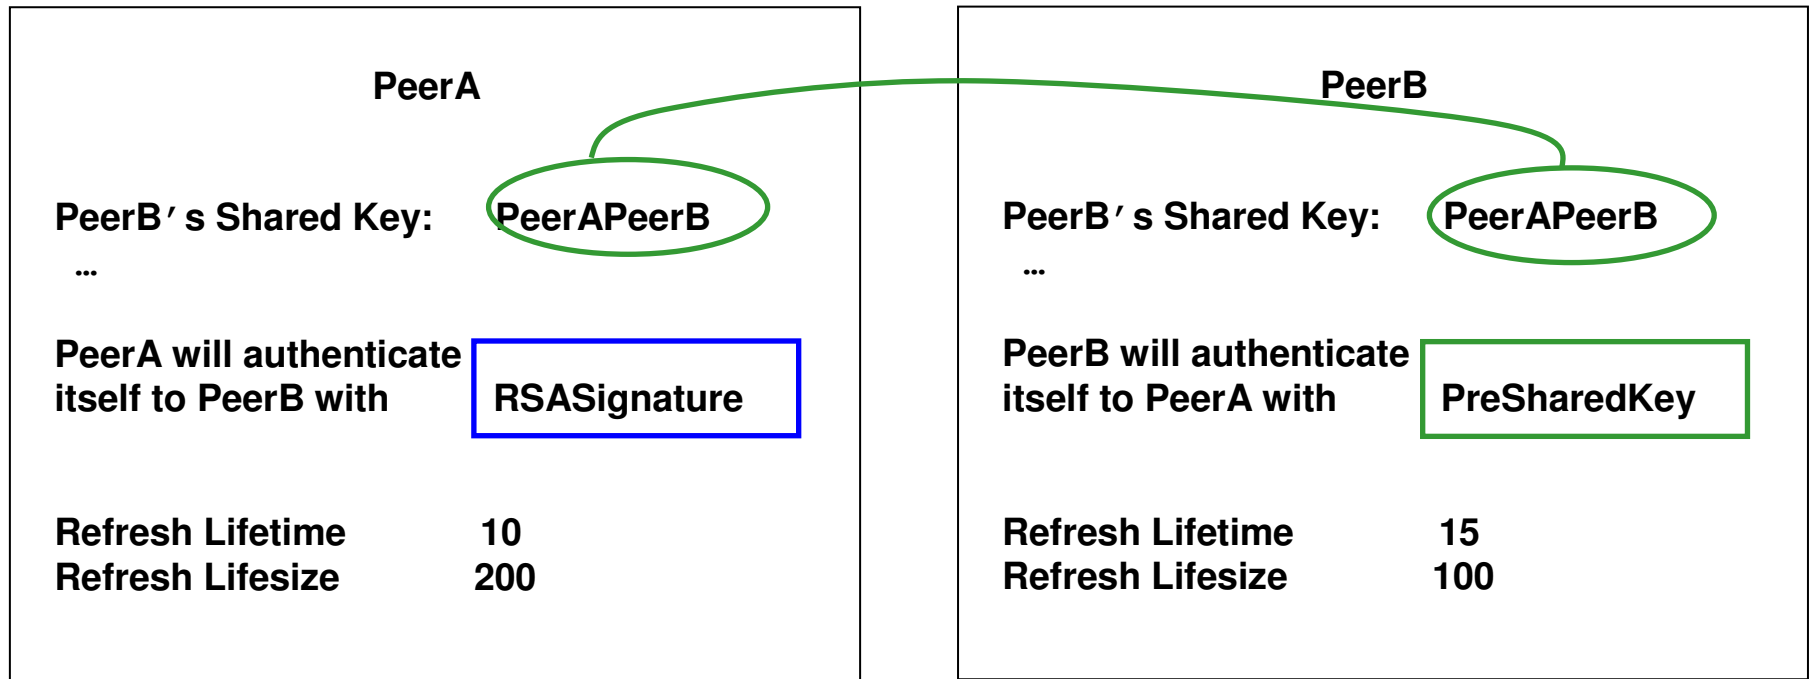 PeerA
PeerB's Shared Key: PeerAPeerB
...
PeerA will authenticate
itself to PeerB with RSASignature
Refresh Lifetime 10
Refresh Lifesize 200
PeerB
PeerB's Shared Key: PeerAPeerB
...
PeerB will authenticate
itself to PeerA with PreSharedKey
Refresh Lifetime 15
Refresh Lifesize 100